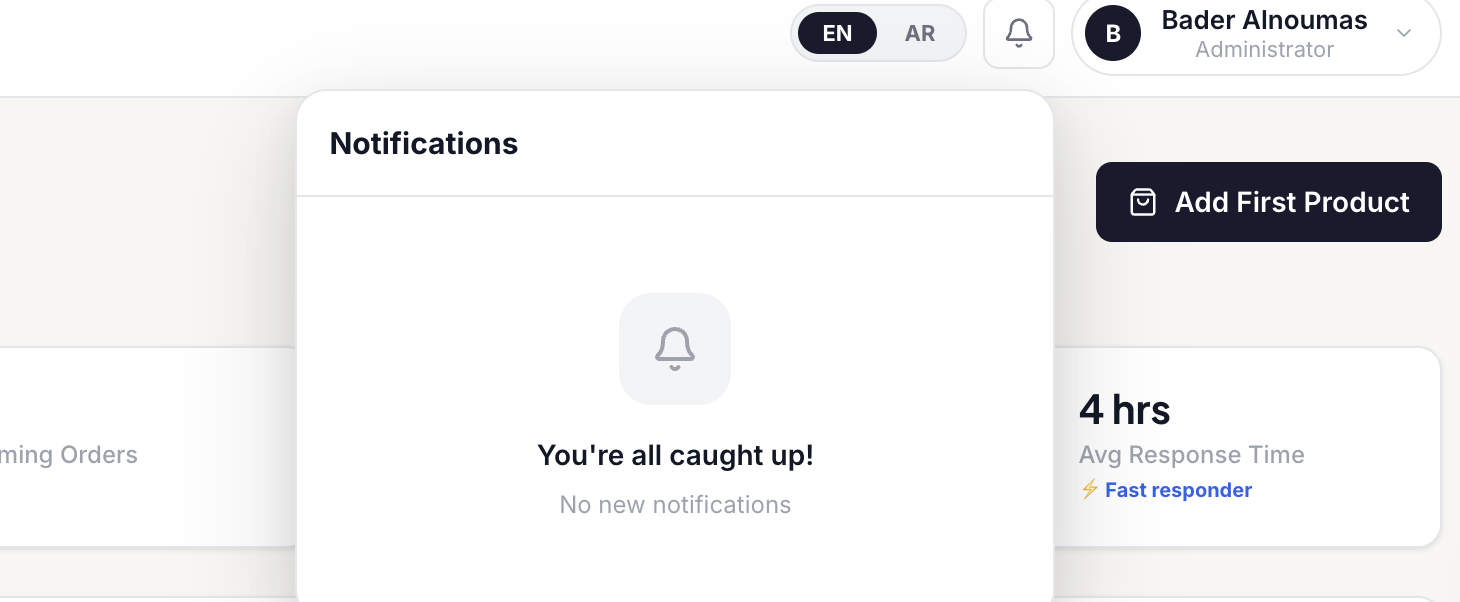 EN
AR
B
Bader Alnoumas
Administrator
Notifications
Add First Product
You're all caught up!
No new notifications
Orders
4 hrs
Avg Response Time
Fast responder